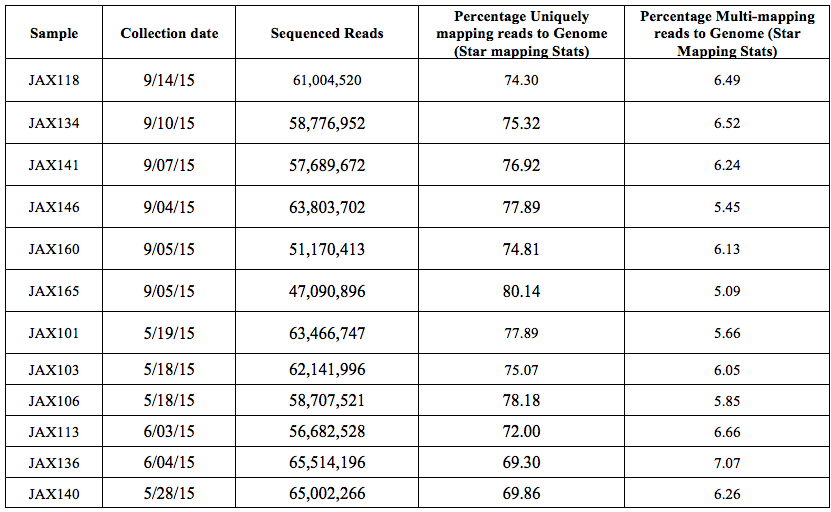 Sample Collection date Sequenced Reads Percentage Uniquely mapping reads to Genome (Star mapping Stats) Percentage Multi-mapping reads to Genome (Star Mapping Stats)
JAX118 9/14/15 61,004,520 74.30 6.49
JAX134 9/10/15 58,776,952 75.32 6.52
JAX141 9/07/15 57,689,672 76.92 6.24
JAX146 9/04/15 63,803,702 77.89 5.45
JAX160 9/05/15 51,170,413 74.81 6.13
JAX165 9/05/15 47,090,896 80.14 5.09
JAX101 5/19/15 63,466,747 77.89 5.66
JAX103 5/18/15 62,141,996 75.07 6.05
JAX106 5/18/15 58,707,521 78.18 5.85
JAX113 6/03/15 56,682,528 72.00 6.66
JAX136 6/04/15 65,514,196 69.30 7.07
JAX140 5/28/15 65,002,266 69.86 6.26